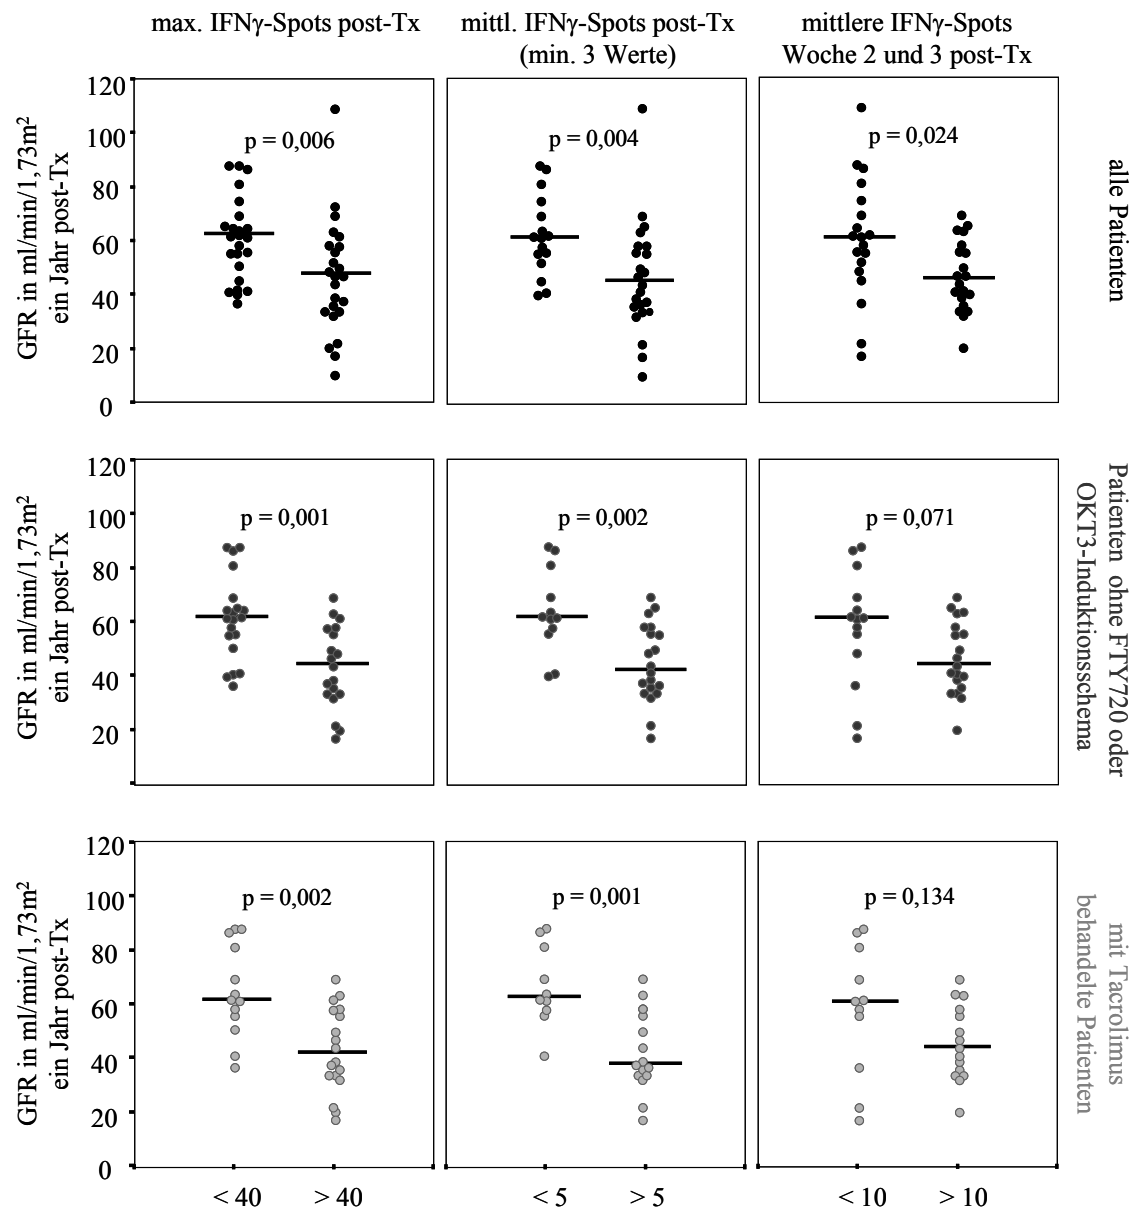 max. IFNγ-Spots post-Tx
mittl. IFNγ-Spots post-Tx
(min. 3 Werte)
mittlere IFNγ-Spots
Woche 2 und 3 post-Tx
GFR in ml/min/1,73m²
ein Jahr post-Tx
120
100
80
60
40
20
0
p = 0,006
p = 0,004
p = 0,024
alle Patienten
GFR in ml/min/1,73m²
ein Jahr post-Tx
120
100
80
60
40
20
p = 0,001
p = 0,002
p = 0,071
Patienten ohne FTY720 oder
OKT3-Induktionsschema
GFR in ml/min/1,73m²
ein Jahr post-Tx
120
100
80
60
40
20
0
p = 0,002
p = 0,001
p = 0,134
mit Tacrolimus
behandelte Patienten
< 40
> 40
< 5
> 5
< 10
> 10